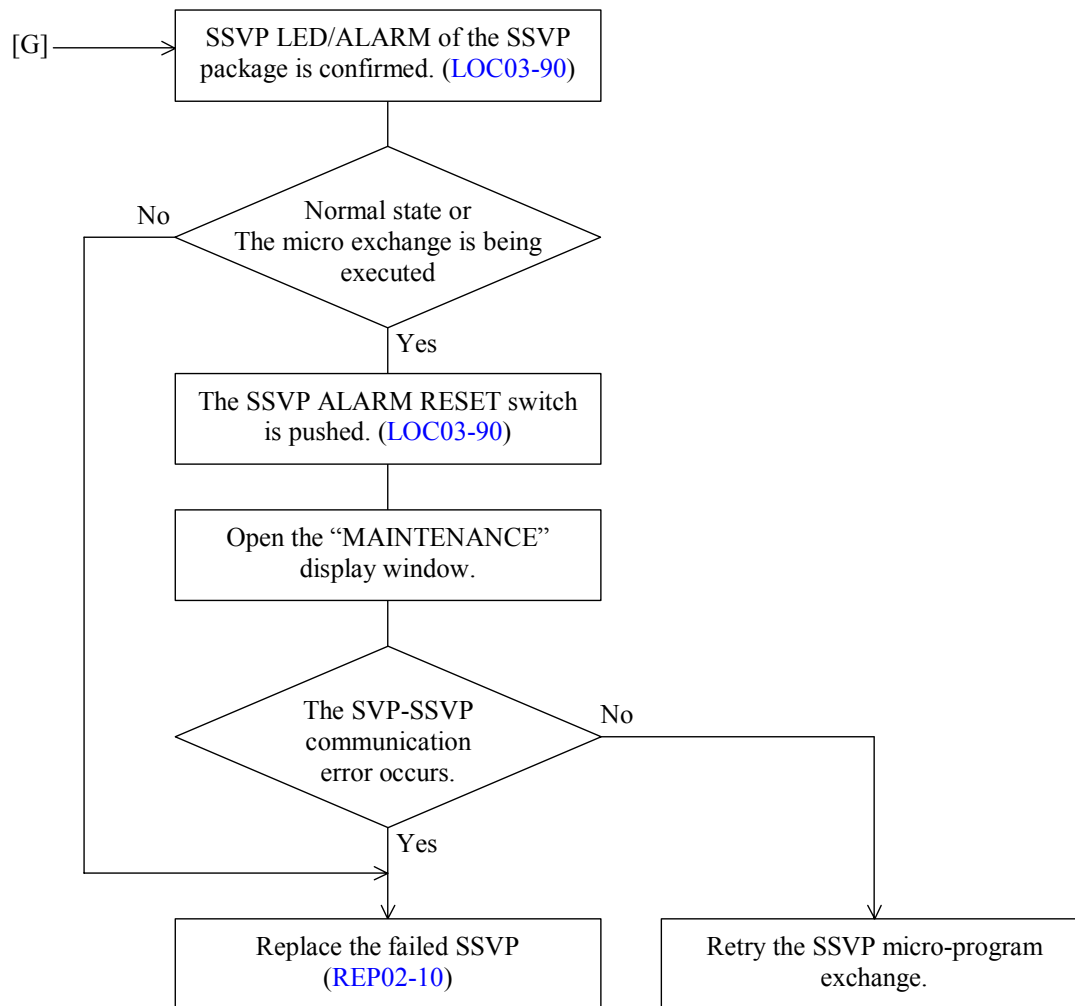 [G]
SSVP LED/ALARM of the SSVP
package is confirmed. (LOC03-90)
No
Normal state or
The micro exchange is being
executed
Yes
The SSVP ALARM RESET switch
is pushed. (LOC03-90)
Open the “MAINTENANCE”
display window.
The SVP-SSVP
communication
error occurs.
No
Yes
Replace the failed SSVP
(REP02-10)
Retry the SSVP micro-program
exchange.